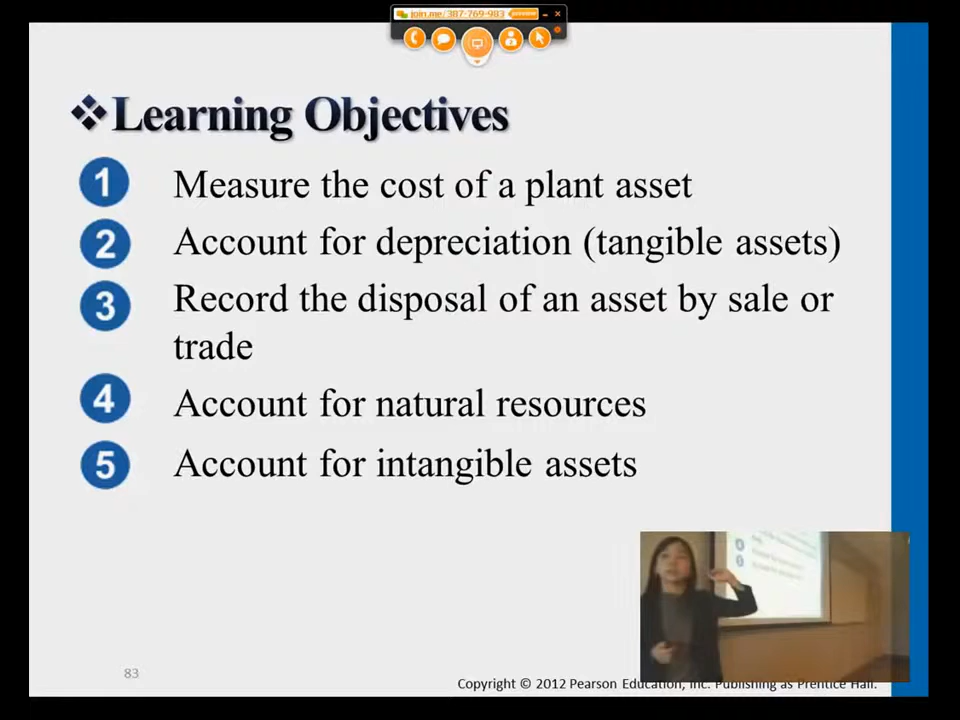 join.me/387-769-983
Learning Objectives
1 Measure the cost of a plant asset
2 Account for depreciation (tangible assets)
3 Record the disposal of an asset by sale or
trade
4 Account for natural resources
5 Account for intangible assets
83
Copyright © 2012 Pearson Education, Inc. Publishing as Prentice Hall.